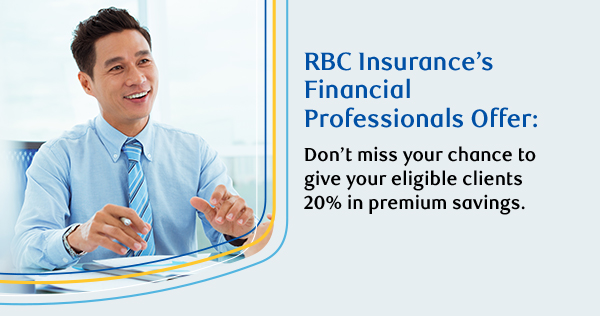 RBC Insurance’s
Financial
Professionals Offer:
Don’t miss your chance to
give your eligible clients
20% in premium savings.